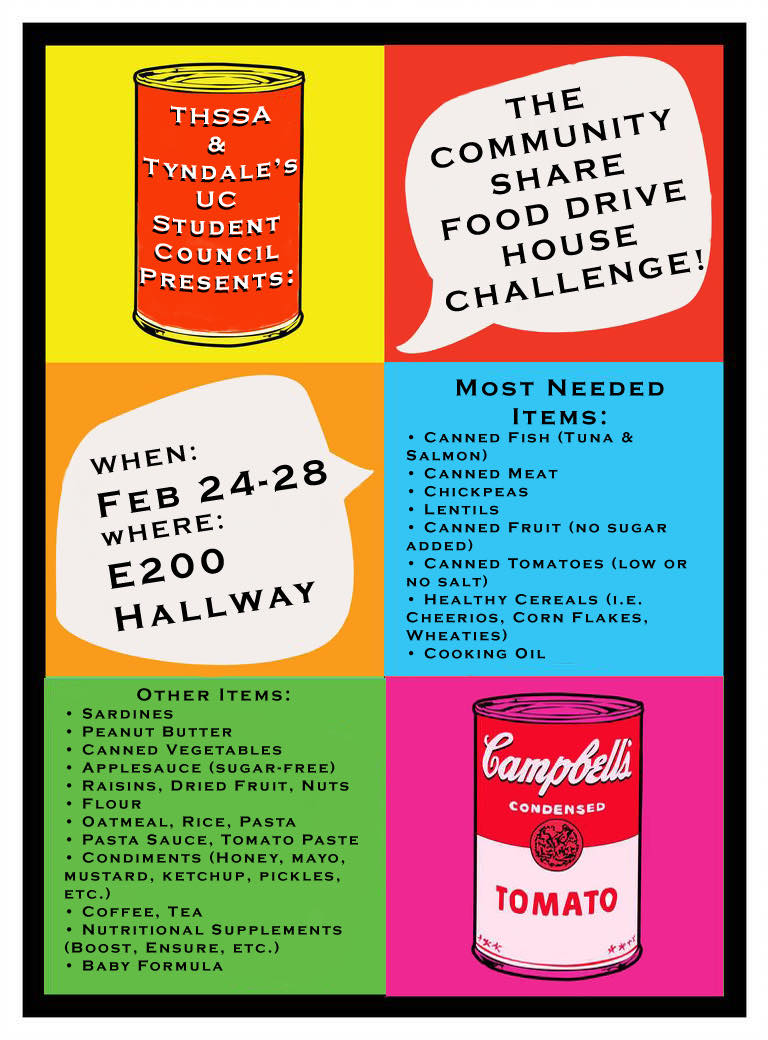 THSSA
&
TYNDALE'S
UC
STUDENT
COUNCIL
PRESENTS:
THE
COMMUNITY
SHARE
FOOD DRIVE
HOUSE
CHALLENGE!
WHEN:
FEB 24-28
WHERE:
E200
HALLWAY
MOST NEEDED
ITEMS:
• CANNED FISH (TUNA &
SALMON)
• CANNED MEAT
• CHICKPEAS
• LENTILS
• CANNED FRUIT (NO SUGAR
ADDED)
• CANNED TOMATOES (LOW OR
NO SALT)
• HEALTHY CEREALS (I.E.
CHEERIOS, CORN FLAKES,
WHEATIES)
• COOKING OIL
OTHER ITEMS:
• SARDINES
• PEANUT BUTTER
• CANNED VEGETABLES
• APPLESAUCE (SUGAR-FREE)
• RAISINS, DRIED FRUIT, NUTS
• FLOUR
• OATMEAL, RICE, PASTA
• PASTA SAUCE, TOMATO PASTE
• CONDIMENTS (HONEY, MAYO,
MUSTARD, KETCHUP, PICKLES,
ETC.)
• COFFEE, TEA
• NUTRITIONAL SUPPLEMENTS
(BOOST, ENSURE, ETC.)
• BABY FORMULA
Campbell's
CONDENSED
TOMATO